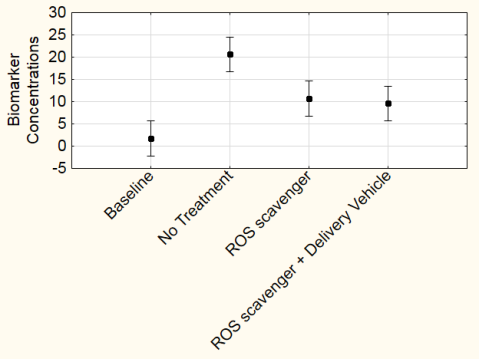 30
25
20
15
10
5
0
-5
Biomarker
Concentrations
Baseline
No Treatment
ROS scavenger
ROS scavenger + Delivery Vehicle